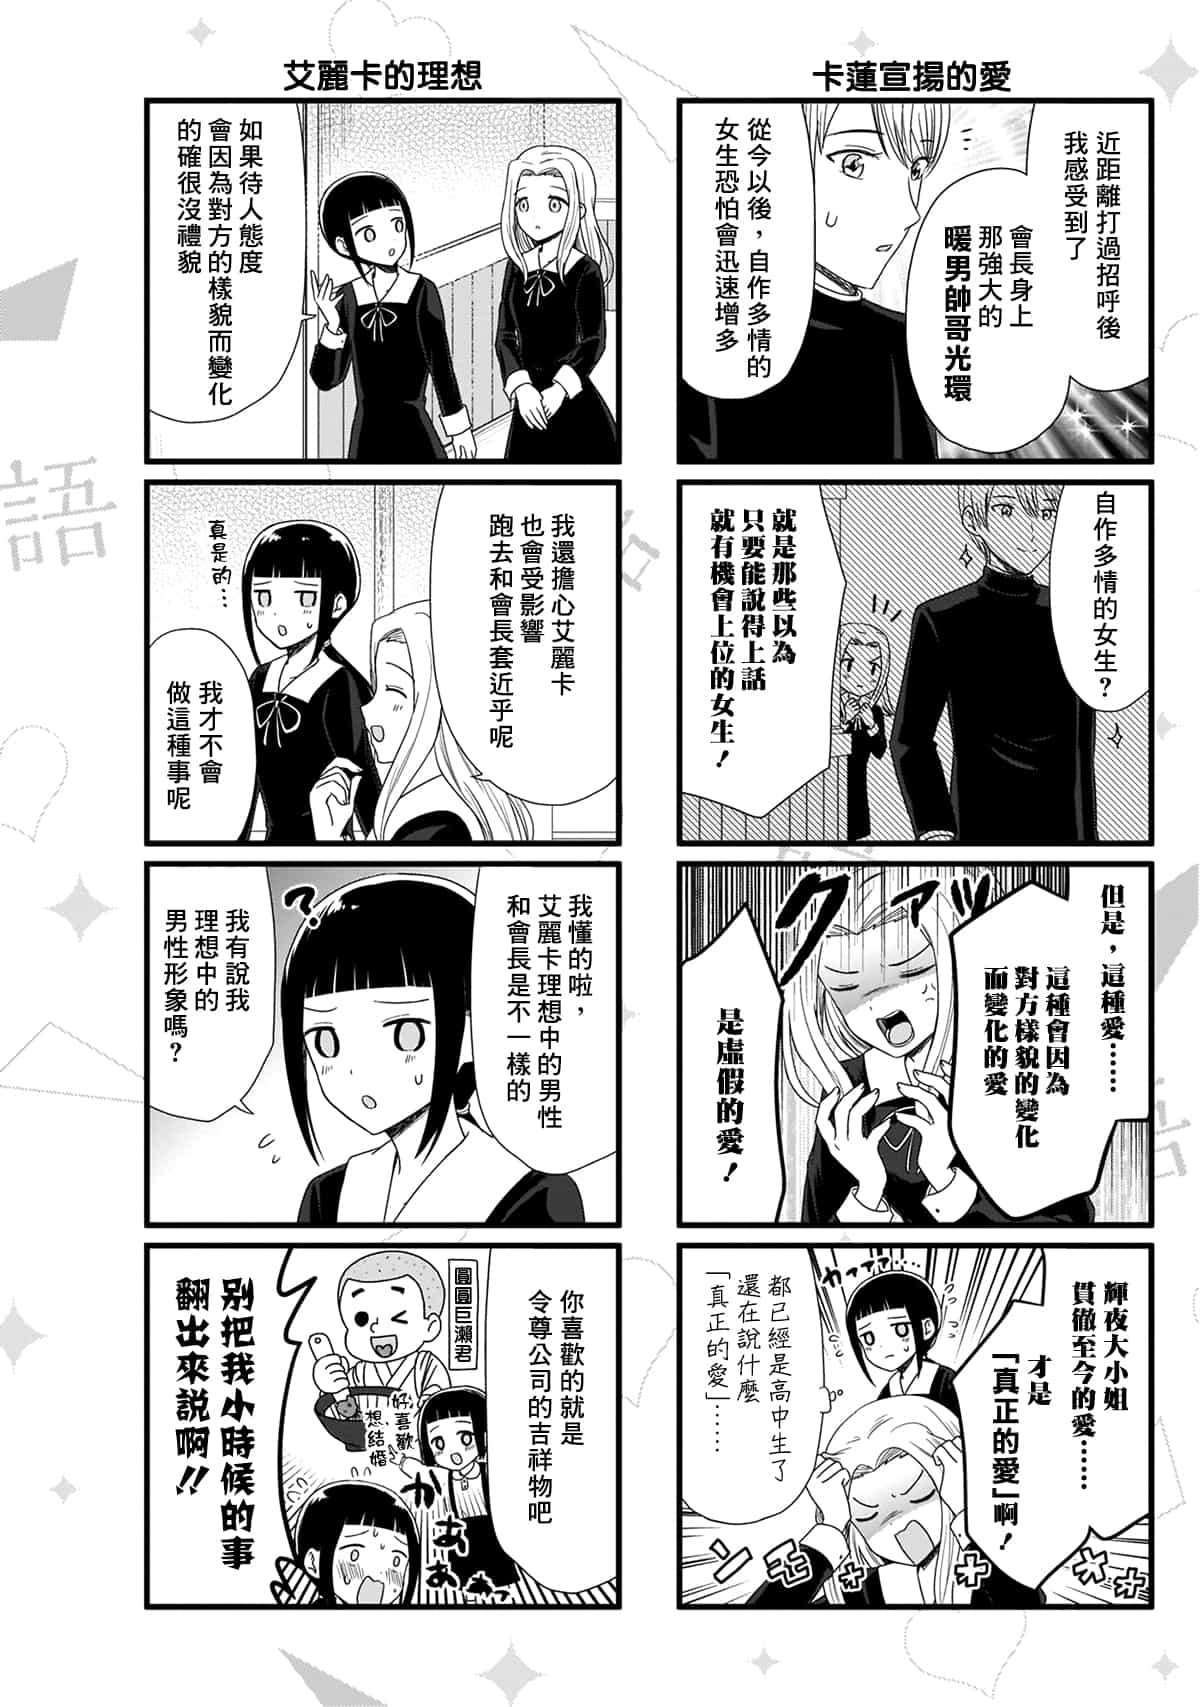 卡蓮宣揚的愛
近距離打過招呼後
我感受到了
會長身上
那強大的
暖男帥哥光環
從今以後，自作多情的
女生恐怕會迅速增多
自作多情的女生？
就是那些以為
只要能說得上話
就有機會上位的女生！
但是，這種愛……
這種會因為
對方樣貌的變化
而變化的愛
クァッ
是虛假的愛！
輝夜大小姐
貫徹至今的愛……
才是
「真正的愛」啊！
都已經是高中生了
還在說什麼
「真正的愛」……
艾麗卡的理想
如果待人態度
會因為對方的樣貌而變化
的確很沒禮貌
我還擔心艾麗卡
也會受影響
跑去和會長套近乎呢
真是的…
我才不會
做這種事呢
我懂的啦，
艾麗卡理想中的男性
和會長是不一樣的
？
我有說我
理想中的
男性形象嗎？
你喜歡的就是
令尊公司的吉祥物吧
圓圓巨瀨君
好喜歡
想結婚
かあぁぁ
別把我小時候的事
翻出來說啊!!
語